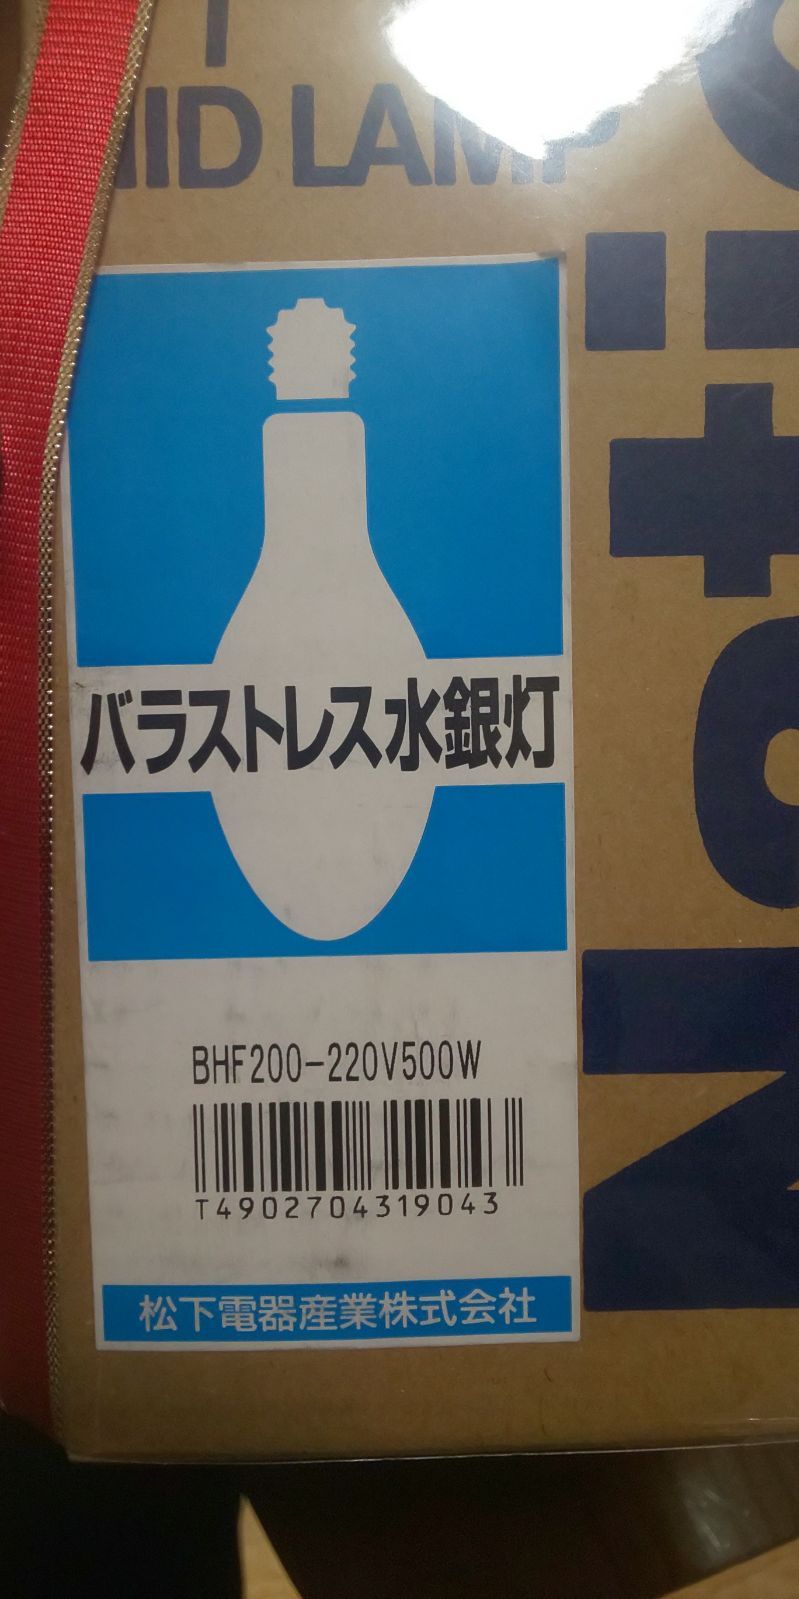 HID LAMP
バラストレス水銀灯
BHF200-220V500W
T4902704319043
松下電器産業株式会社
Nati